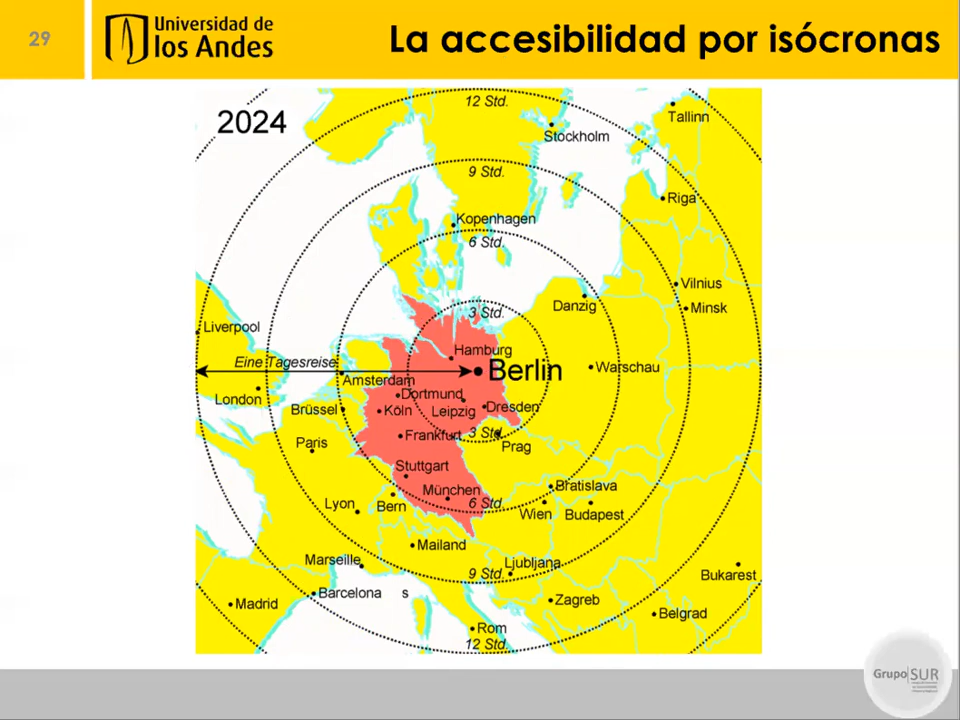 29
Universidad de
los Andes
La accesibilidad por isócronas
2024
12 Std.
Tallinn
Stockholm
9 Std.
Riga
Kopenhagen
6 Std.
Vilnius
Danzig
Minsk
3 Std.
Liverpool
Hamburg
Eine Tagesreise
Berlin
Warschau
Amsterdam
London
Dortmund
Brüssel
Köln
Leipzig
Dresden
Paris
Frankfurt
3 Std.
Prag
Stuttgart
München
Bratislava
Lyon
Bern
6 Std.
Wien
Budapest
Mailand
Marseille
Ljubljana
9 Std.
Bukarest
Barcelona
s
Madrid
Zagreb
Belgrad
Rom
12 Std.
Grupo SUR